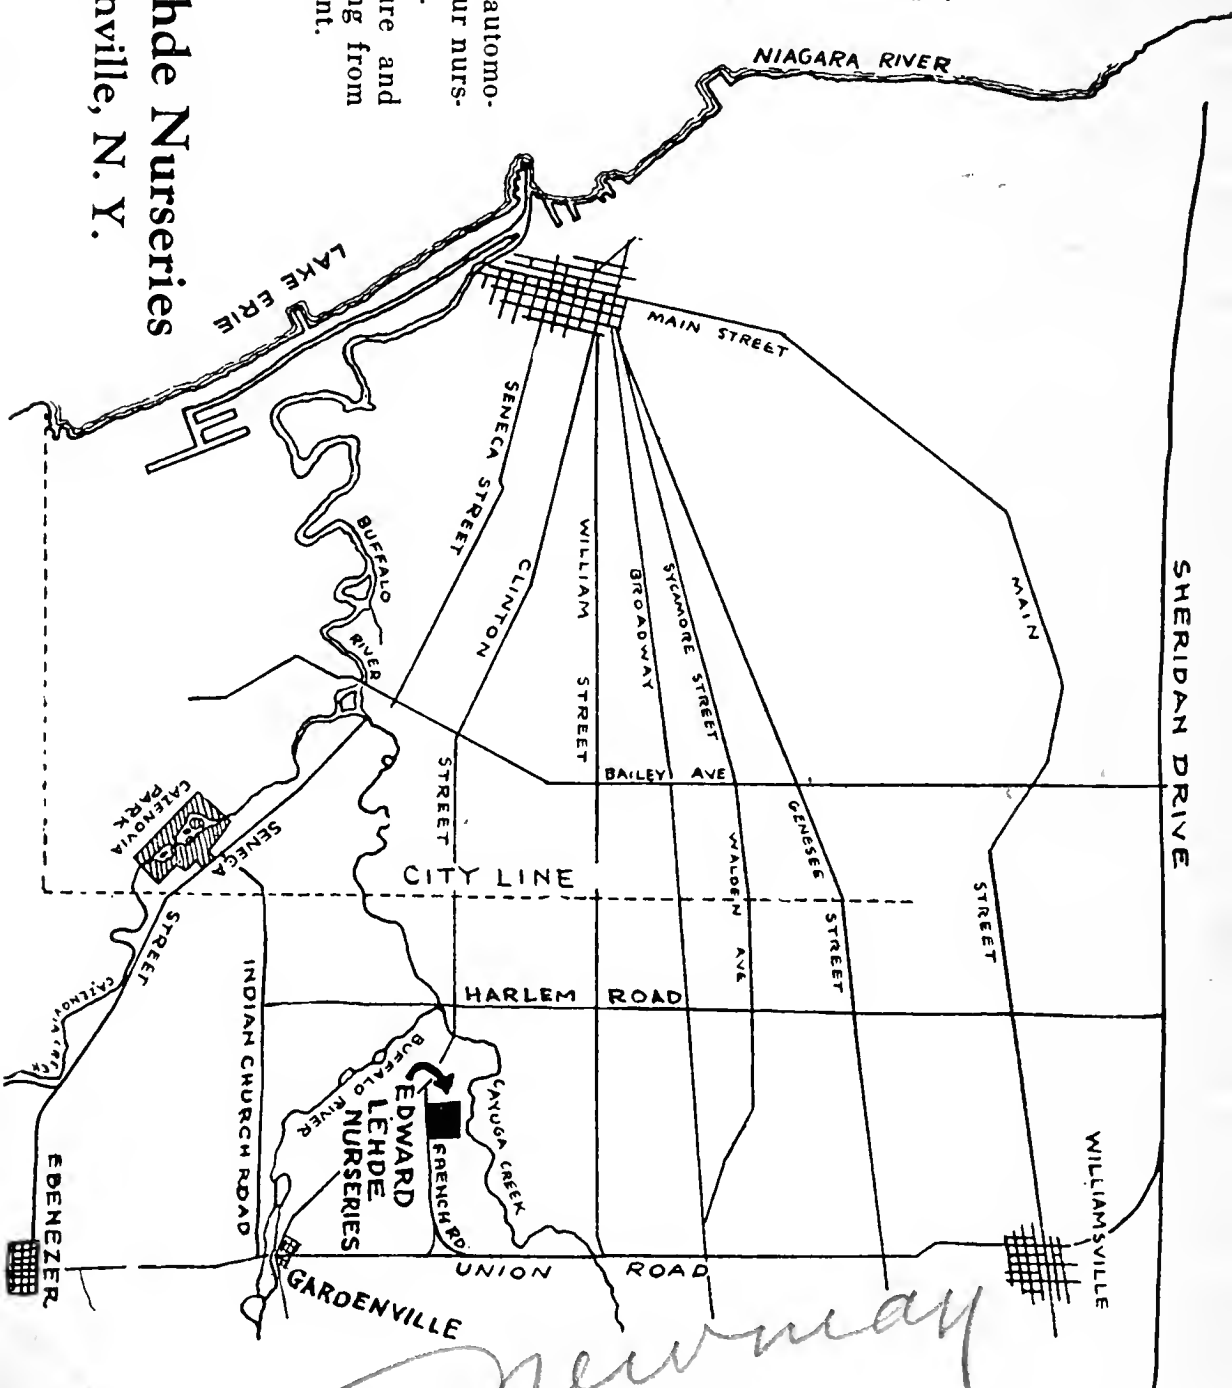 automo-
ur nurs-
re and
g from
nt.
hde Nurseries
nville, N. Y.
NIAGARA RIVER
LAKE ERIE
MAIN STREET
SENECA STREET
BUFFALO
RIVER
CLINTON
STREET
WILLIAM
STREET
BROADWAY
SYCAMORE STREET
MAIN
STREET
SHERIDAN DRIVE
BAILEY AVE
GENESEE
STREET
WALDEN AVE
CAZENOVIA
PARK
SENECA
STREET
CITY LINE
CAZENOVIA CREEK
INDIAN CHURCH ROAD
HARLEM ROAD
BUFFALO RIVER
EDWARD
LEHDE
NURSERIES
CAYUGA CREEK
FRENCH RD.
UNION ROAD
WILLIAMSVILLE
EBENEZER
GARDENVILLE